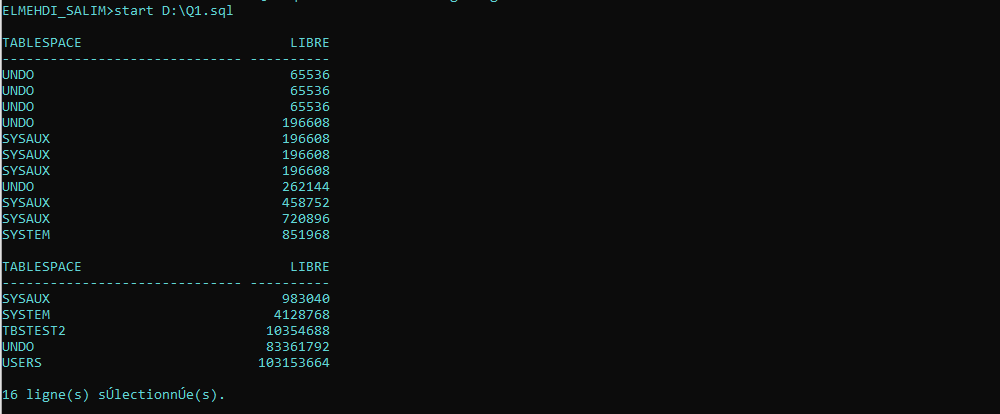 ELMEHDI_SALIM>start D:\Q1.sql
TABLESPACE                          LIBRE
------------------------------ ----------
UNDO                                65536
UNDO                                65536
UNDO                                65536
UNDO                               196608
SYSAUX                             196608
SYSAUX                             196608
SYSAUX                             196608
UNDO                               262144
SYSAUX                             458752
SYSAUX                             720896
SYSTEM                             851968
TABLESPACE                          LIBRE
------------------------------ ----------
SYSAUX                             983040
SYSTEM                            4128768
TBSTEST2                         10354688
UNDO                             83361792
USERS                           103153664
16 ligne(s) sÚlectionnÚe(s).